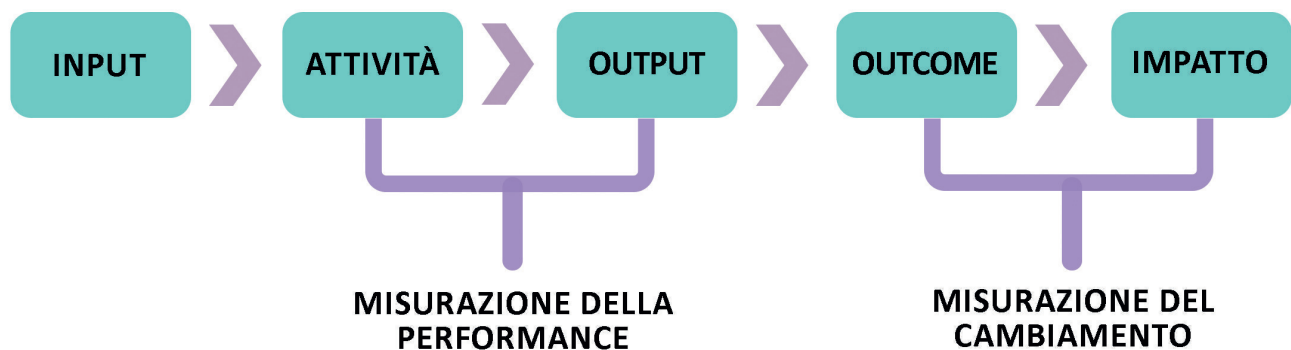 INPUT
ATTIVITÀ
OUTPUT
OUTCOME
IMPATTO
MISURAZIONE DELLA
PERFORMANCE
MISURAZIONE DEL
CAMBIAMENTO